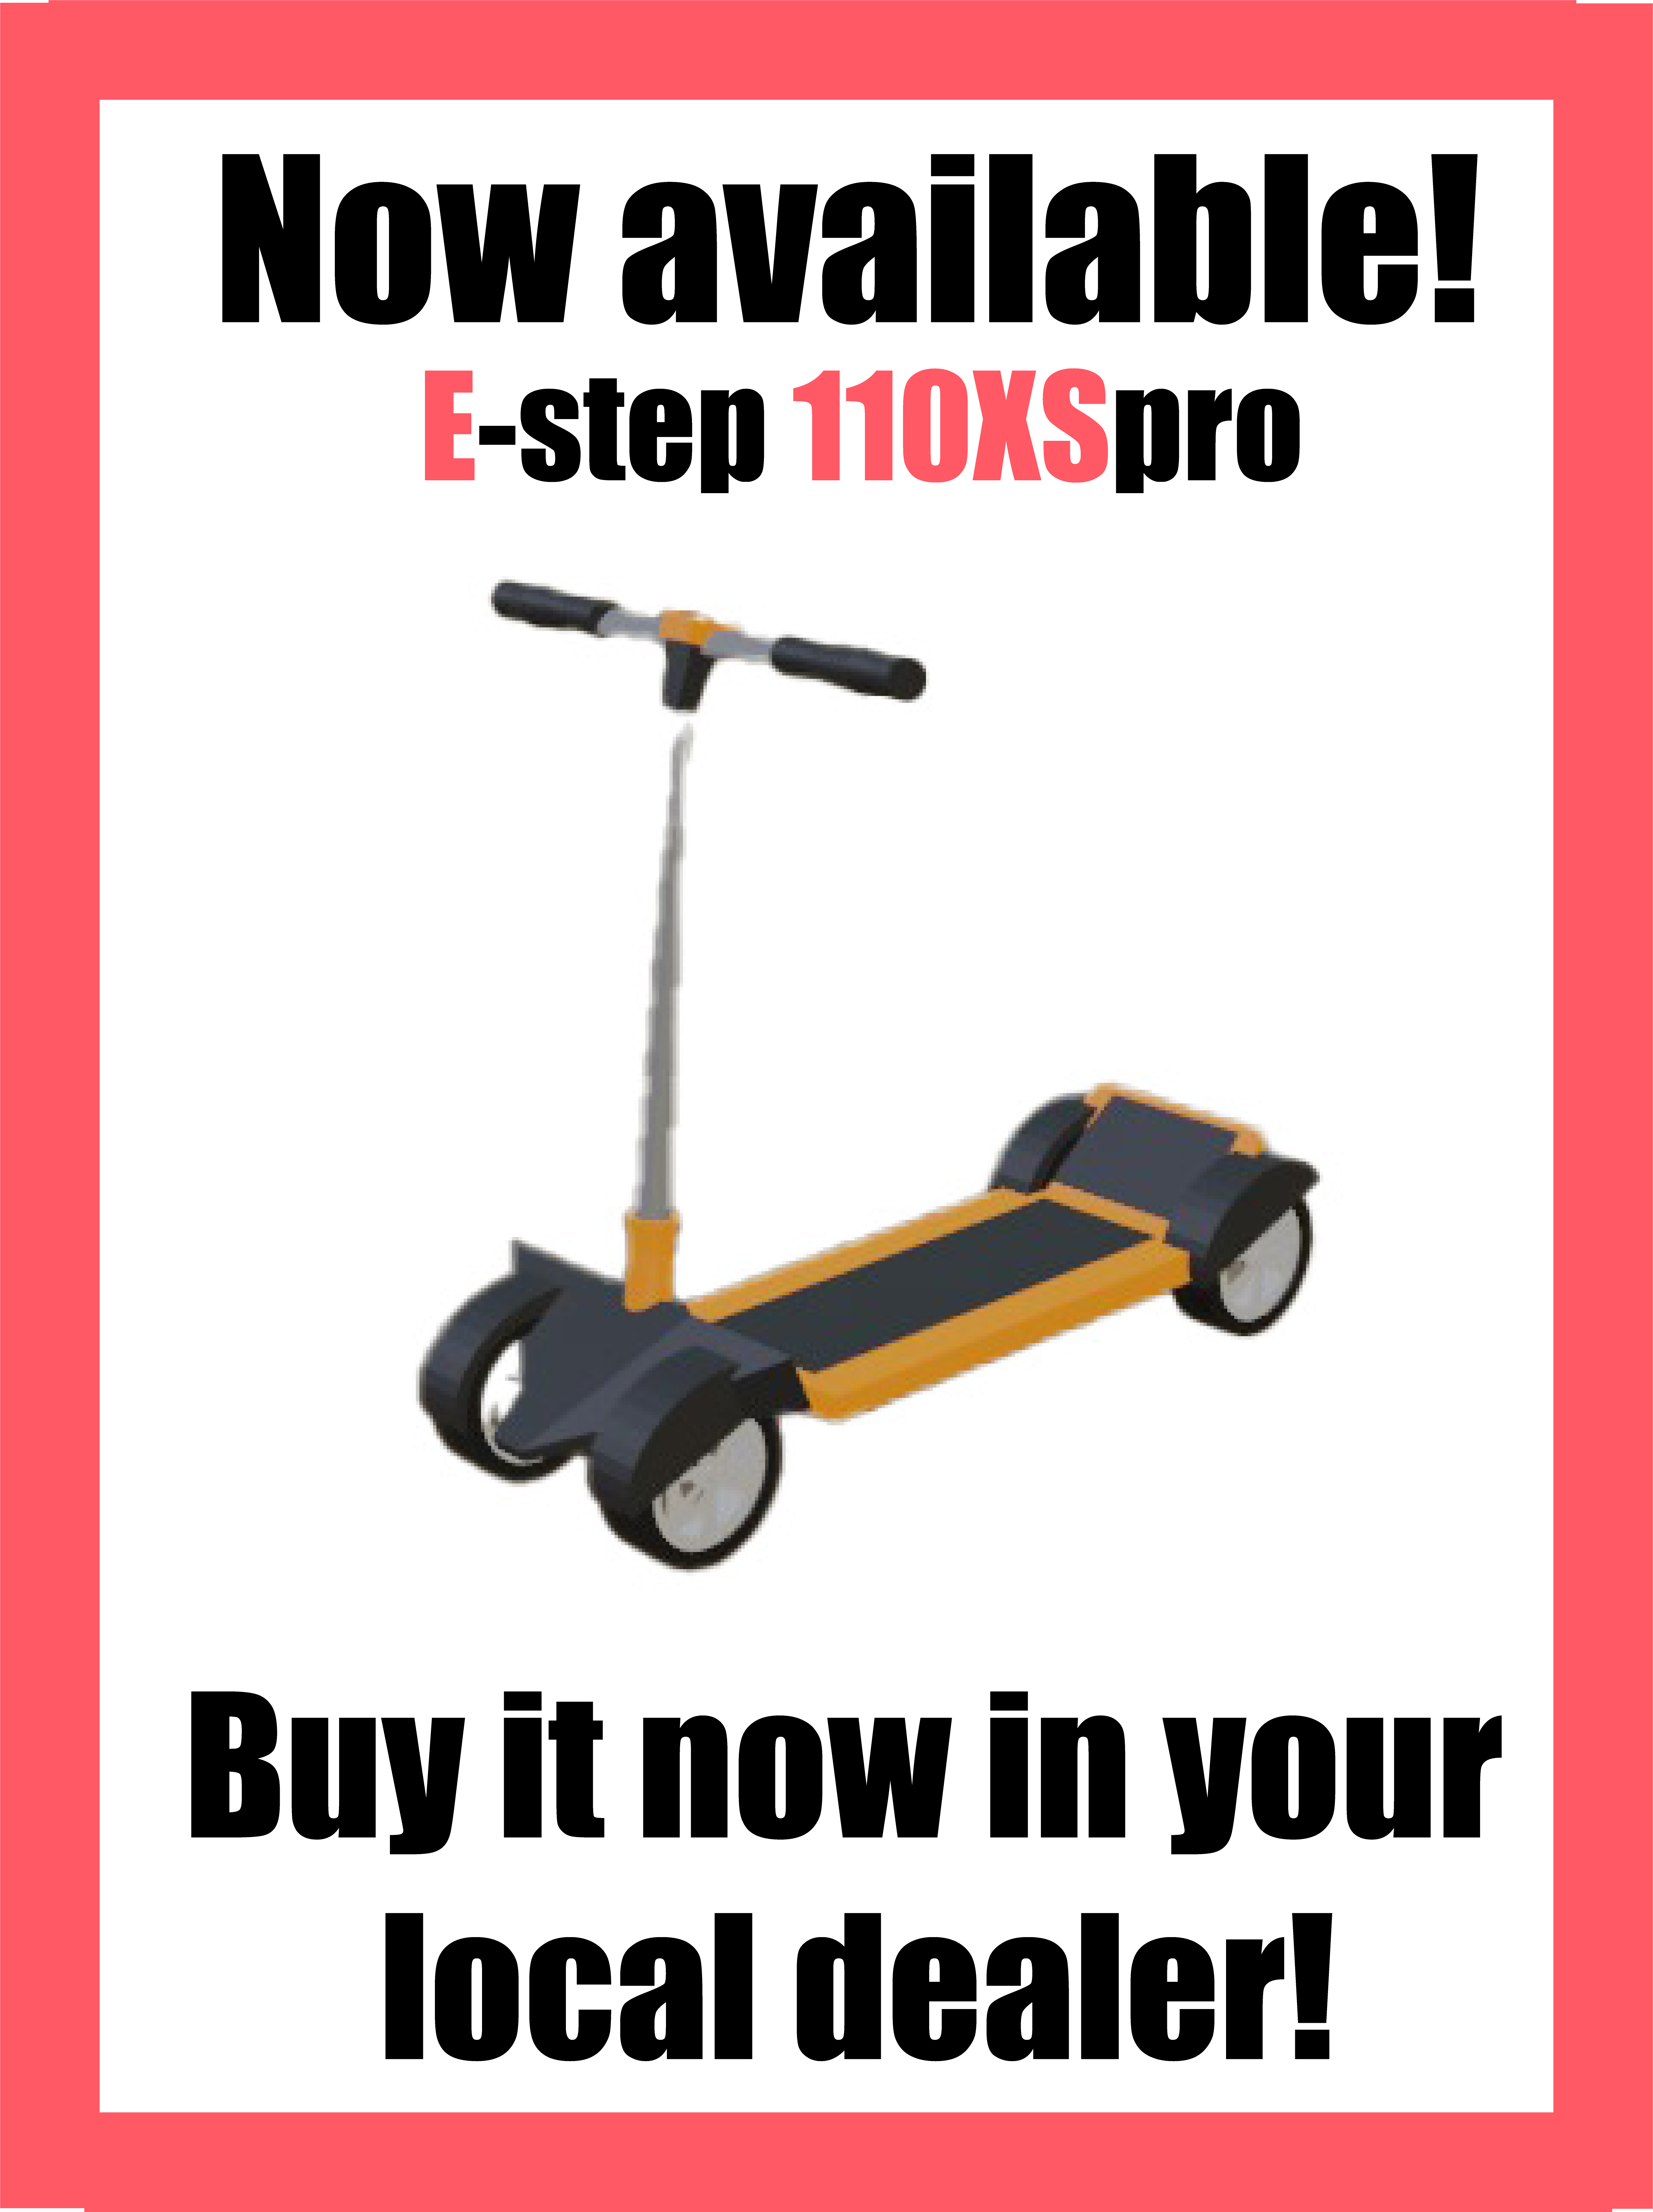 Now available!
E-step 110XSpro
Buy it now in your
local dealer!